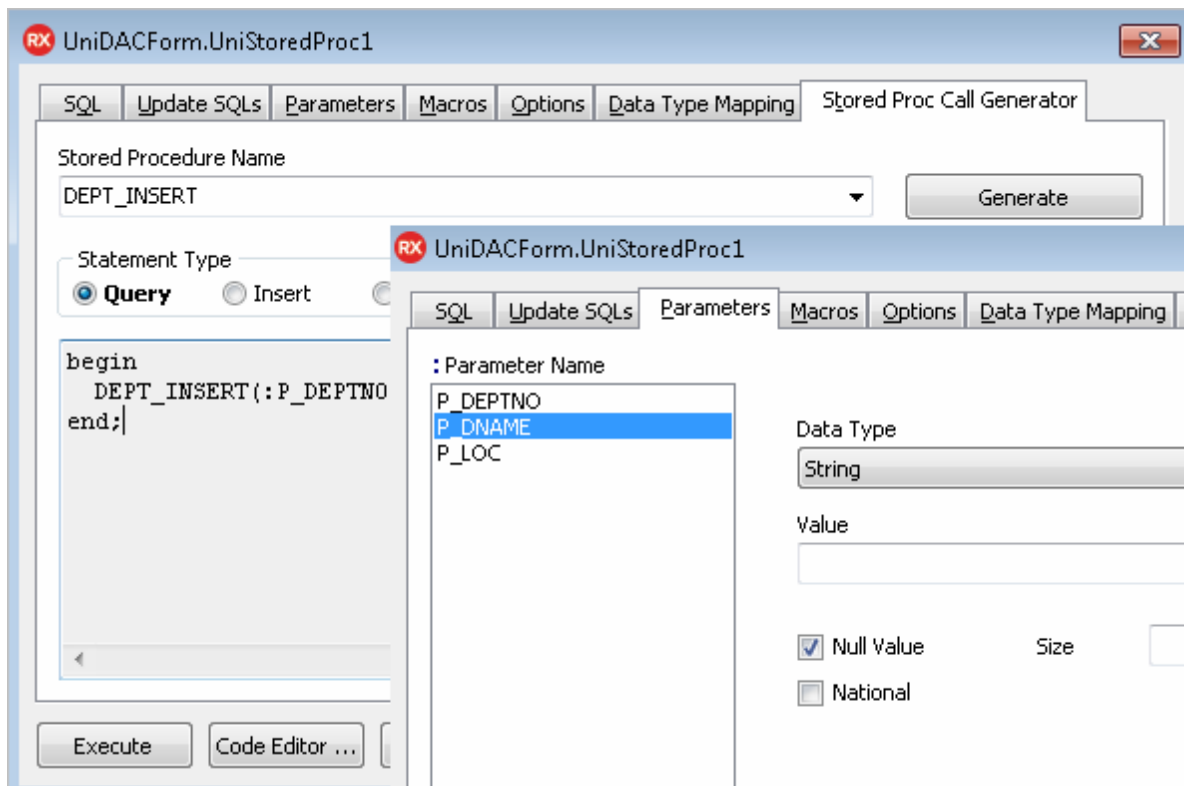 RX UniDACForm.UniStoredProc1
SQL Update SQLs Parameters Macros Options Data Type Mapping Stored Proc Call Generator
Stored Procedure Name
DEPT_INSERT Generate
Statement Type
Query Insert
begin
DEPT_INSERT(:P_DEPTNO
end;
Execute Code Editor ...
RX UniDACForm.UniStoredProc1
SQL Update SQLs Parameters Macros Options Data Type Mapping
: Parameter Name
P_DEPTNO
P_DNAME
P_LOC
Data Type
String
Value
Null Value Size
National